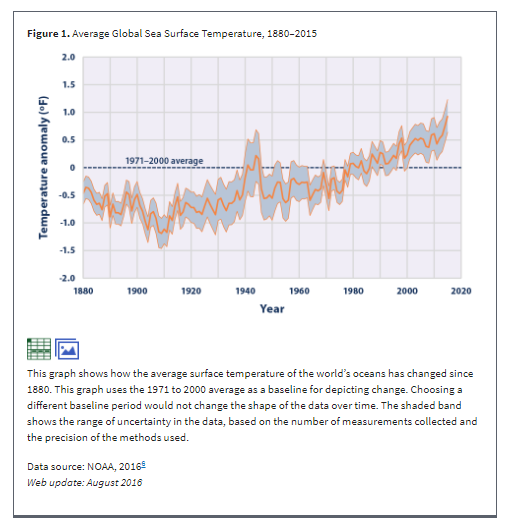 Figure 1. Average Global Sea Surface Temperature, 1880–2015
2.0
1.5
1.0
0.5
0
-0.5
-1.0
-1.5
-2.0
Temperature anomaly (ºF)
1971–2000 average
1880 1900 1920 1940 1960 1980 2000 2020
Year
This graph shows how the average surface temperature of the world’s oceans has changed since
1880. This graph uses the 1971 to 2000 average as a baseline for depicting change. Choosing a
different baseline period would not change the shape of the data over time. The shaded band
shows the range of uncertainty in the data, based on the number of measurements collected and
the precision of the methods used.
Data source: NOAA, 2016
Web update: August 2016